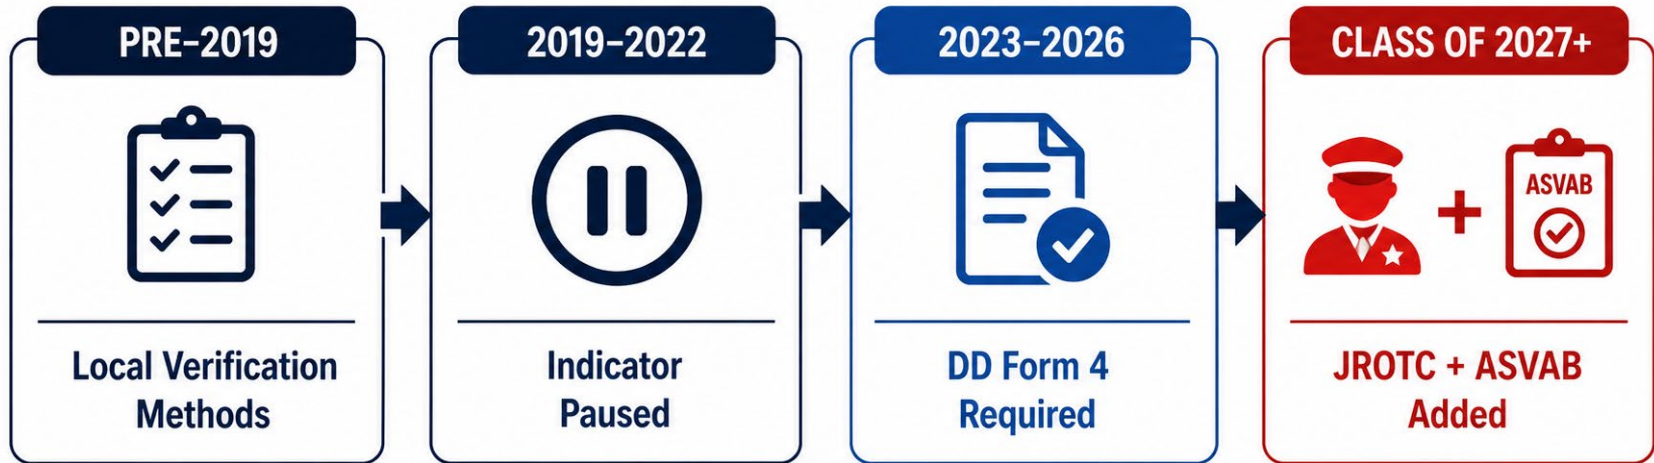 PRE-2019
Local Verification
Methods
2019-2022
Indicator
Paused
2023-2026
DD Form 4
Required
CLASS OF 2027+
+
ASVAB
JROTC + ASVAB
Added